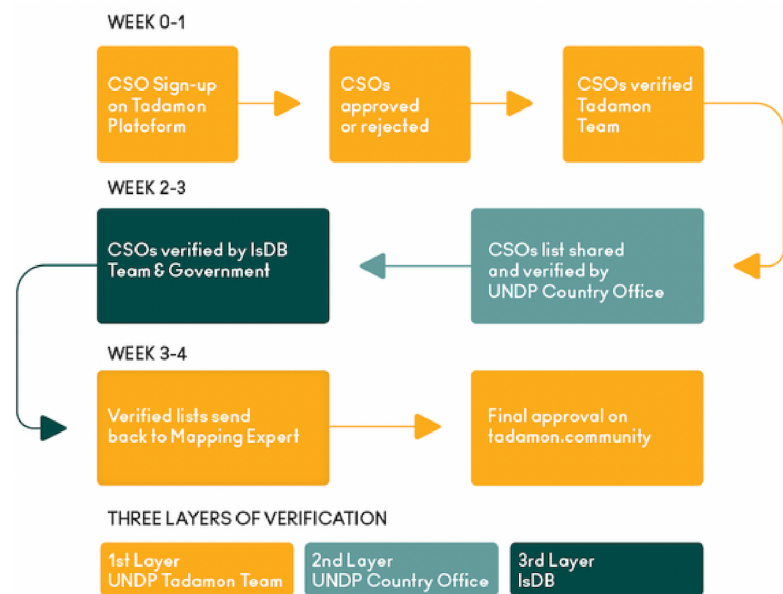 WEEK 0-1
CSO Sign-up
on Tadamon
Platoform
CSOs
approved
or rejected
CSOs verified
Tadamon
Team
WEEK 2-3
CSOs verified by IsDB
Team & Government
CSOs list shared
and verified by
UNDP Country Office
WEEK 3-4
Verified lists send
back to Mapping Expert
Final approval on
tadamon.community
THREE LAYERS OF VERIFICATION
1st Layer
UNDP Tadamon Team
2nd Layer
UNDP Country Office
3rd Layer
IsDB